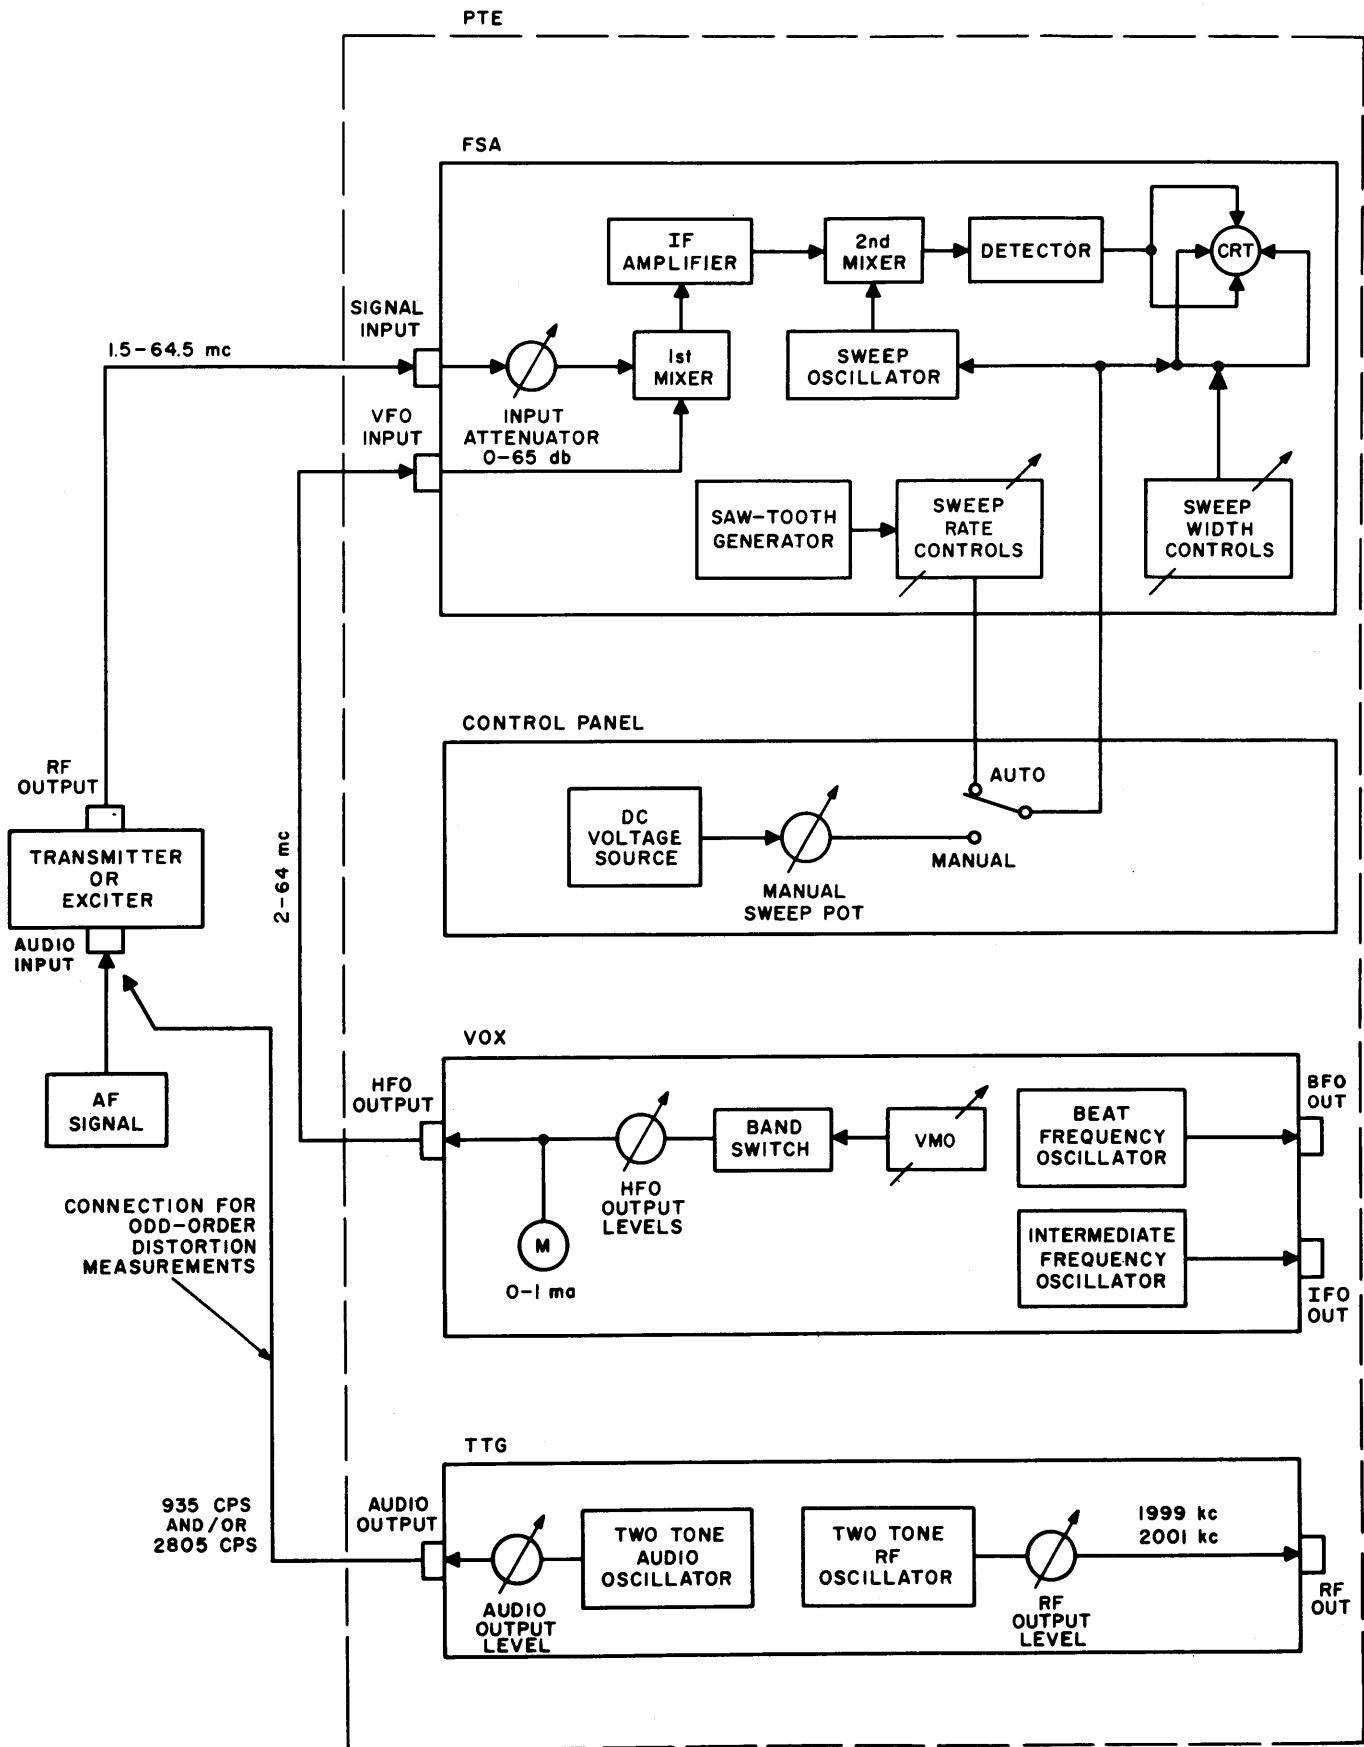 PTE
FSA
IF
AMPLIFIER
2nd
MIXER
DETECTOR
CRT
SIGNAL
INPUT
1.5-64.5 mc
1st
MIXER
SWEEP
OSCILLATOR
VFO
INPUT
INPUT
ATTENUATOR
0-65 db
SAW-TOOTH
GENERATOR
SWEEP
RATE
CONTROLS
SWEEP
WIDTH
CONTROLS
CONTROL PANEL
RF
OUTPUT
AUTO
DC
VOLTAGE
SOURCE
MANUAL
MANUAL
SWEEP POT
TRANSMITTER
OR
EXCITER
2-64 mc
AUDIO
INPUT
VOX
AF
SIGNAL
HFO
OUTPUT
BAND
SWITCH
VMO
BEAT
FREQUENCY
OSCILLATOR
BFO
OUT
HFO
OUTPUT
LEVELS
CONNECTION FOR
ODD-ORDER
DISTORTION
MEASUREMENTS
M
0-1 ma
INTERMEDIATE
FREQUENCY
OSCILLATOR
IFO
OUT
TTG
935 CPS
AND/OR
2805 CPS
AUDIO
OUTPUT
TWO TONE
AUDIO
OSCILLATOR
TWO TONE
RF
OSCILLATOR
1999 kc
2001 kc
AUDIO
OUTPUT
LEVEL
RF
OUTPUT
LEVEL
RF
OUT